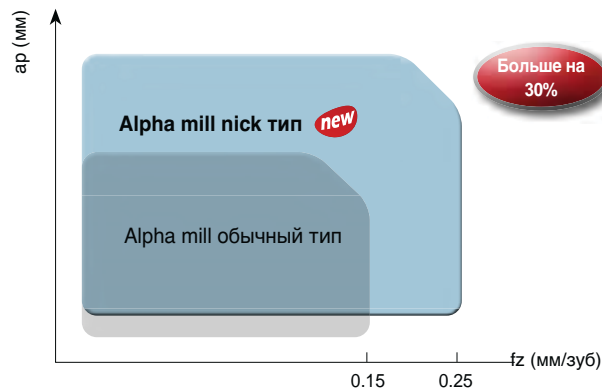 ap (мм)
Больше на
30%
Alpha mill nick тип new
Alpha mill обычный тип
fz (мм/зуб)
0.15 0.25